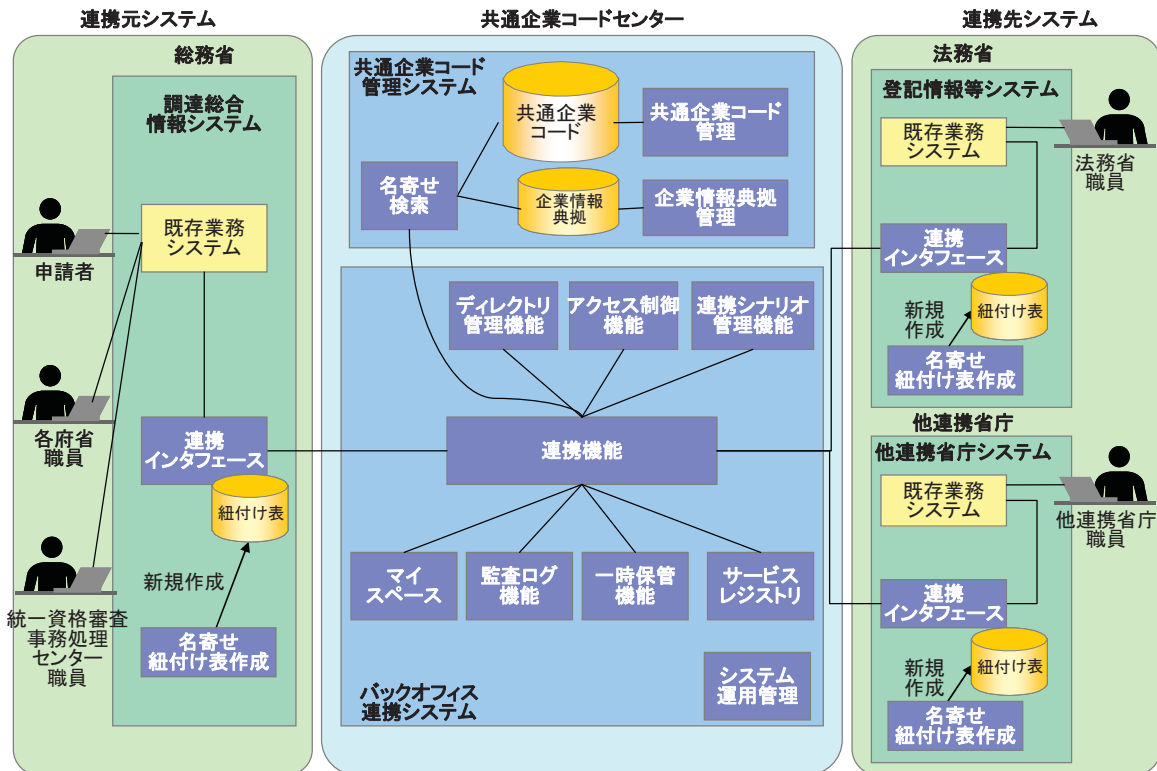 連携元システム
総務省
調達総合
情報システム
既存業務
システム
申請者
各府省
職員
連携
インタフェース
紐付け表
新規作成
名寄せ
紐付け表作成
統一資格審査
事務処理
センター
職員
共通企業コードセンター
共通企業コード
管理システム
共通企業
コード
共通企業コード
管理
名寄せ
検索
企業情報
典拠
企業情報典拠
管理
ディレクトリ
管理機能
アクセス制御
機能
連携シナリオ
管理機能
連携機能
マイ
スペース
監査ログ
機能
一時保管
機能
サービス
レジストリ
システム
運用管理
バックオフィス
連携システム
連携先システム
法務省
登記情報等システム
既存業務
システム
法務省
職員
連携
インタフェース
新規
作成
紐付け表
名寄せ
紐付け表作成
他連携省庁
他連携省庁システム
既存業務
システム
他連携省庁
職員
連携
インタフェース
新規
作成
紐付け表
名寄せ
紐付け表作成